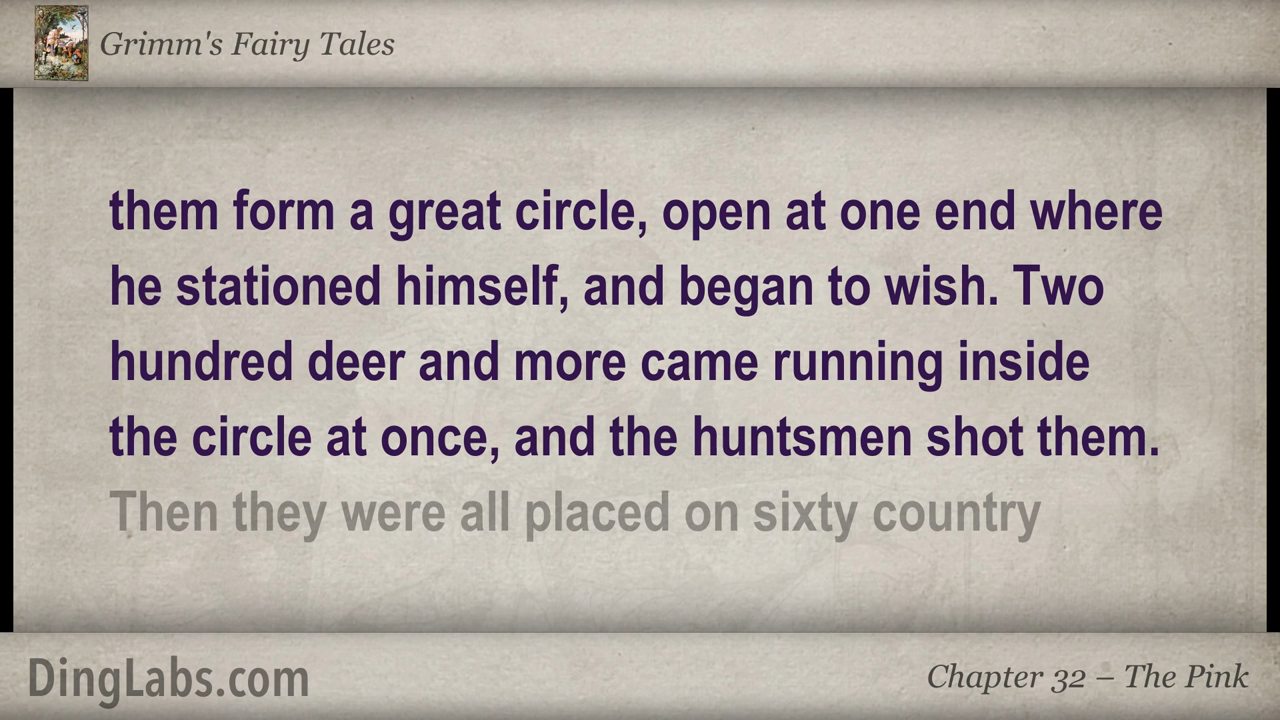 Grimm's Fairy Tales
them form a great circle, open at one end where
he stationed himself, and began to wish. Two
hundred deer and more came running inside
the circle at once, and the huntsmen shot them.
Then they were all placed on sixty country
DingLabs.com
Chapter 32 – The Pink